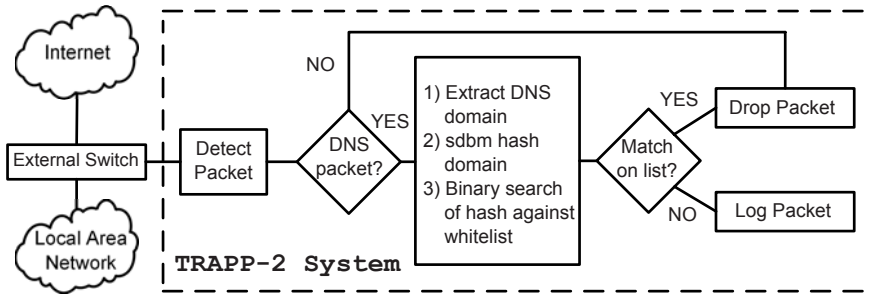 Internet
External Switch
Local Area
Network
Detect
Packet
DNS
packet?
NO
YES
1) Extract DNS
domain
2) sdbm hash
domain
3) Binary search
of hash against
whitelist
Match
on list?
YES
Drop Packet
NO
Log Packet
TRAPP-2 System